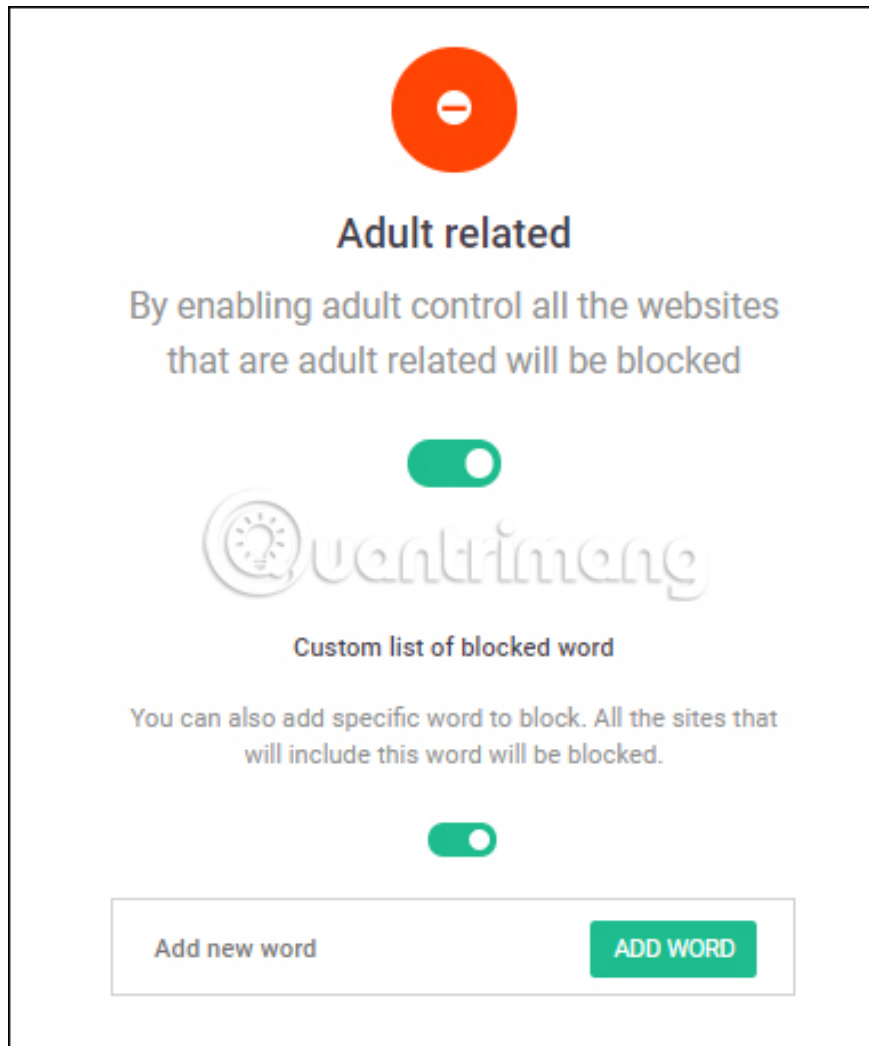 Adult related
By enabling adult control all the websites
that are adult related will be blocked
Quantrimang
Custom list of blocked word
You can also add specific word to block. All the sites that
will include this word will be blocked.
Add new word ADD WORD